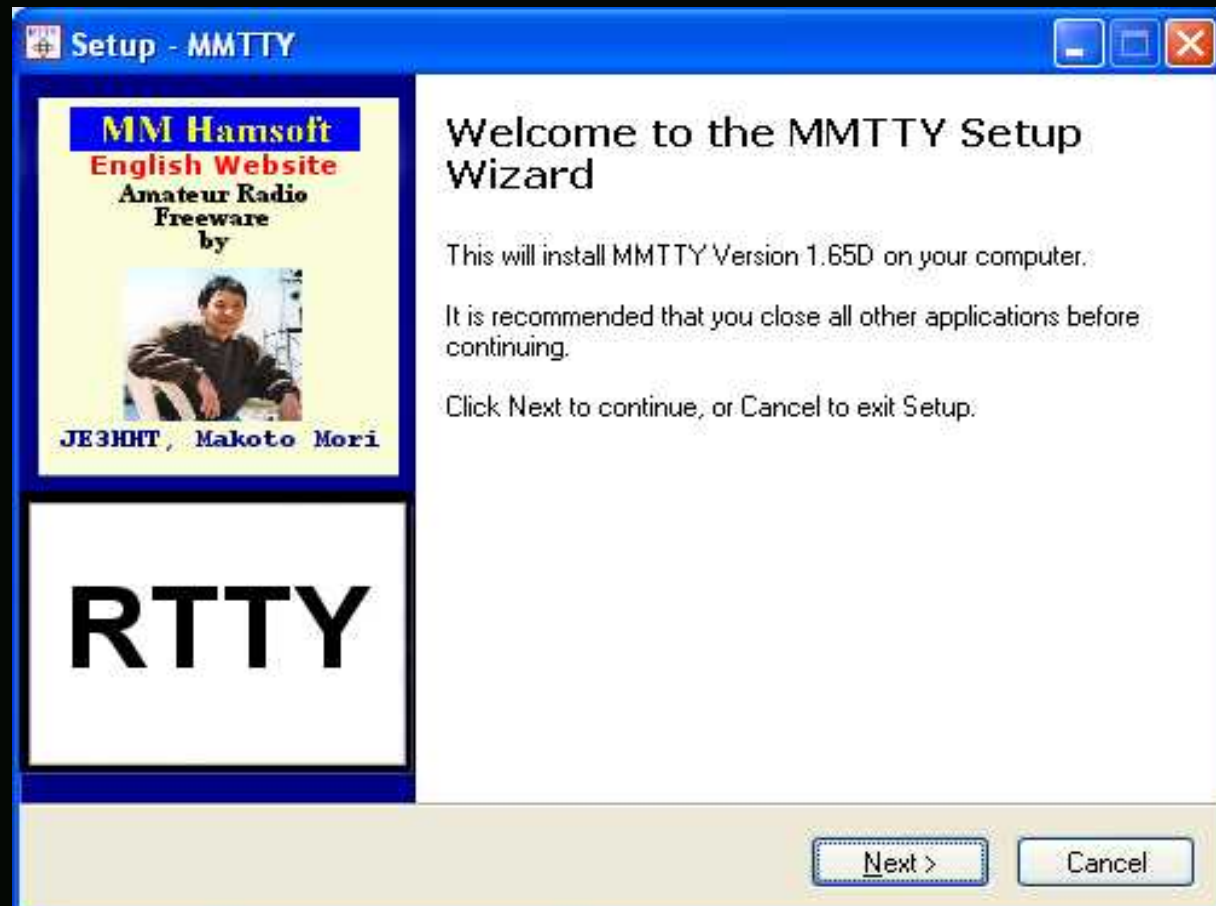 Setup - MMTTY
MM Hamsoft
English Website
Amateur Radio
Freeware
by
JE3HHT, Makoto Mori
RTTY
Welcome to the MMTTY Setup
Wizard
This will install MMTTY Version 1.65D on your computer.
It is recommended that you close all other applications before
continuing.
Click Next to continue, or Cancel to exit Setup.
Next >
Cancel